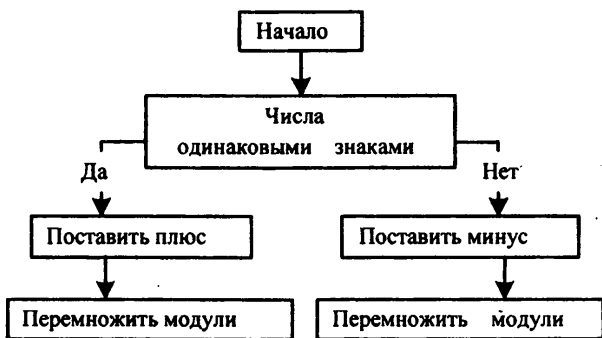 Начало
Числа
одинаковыми знаками
Да
Нет
Поставить плюс
Поставить минус
Перемножить модули
Перемножить модули